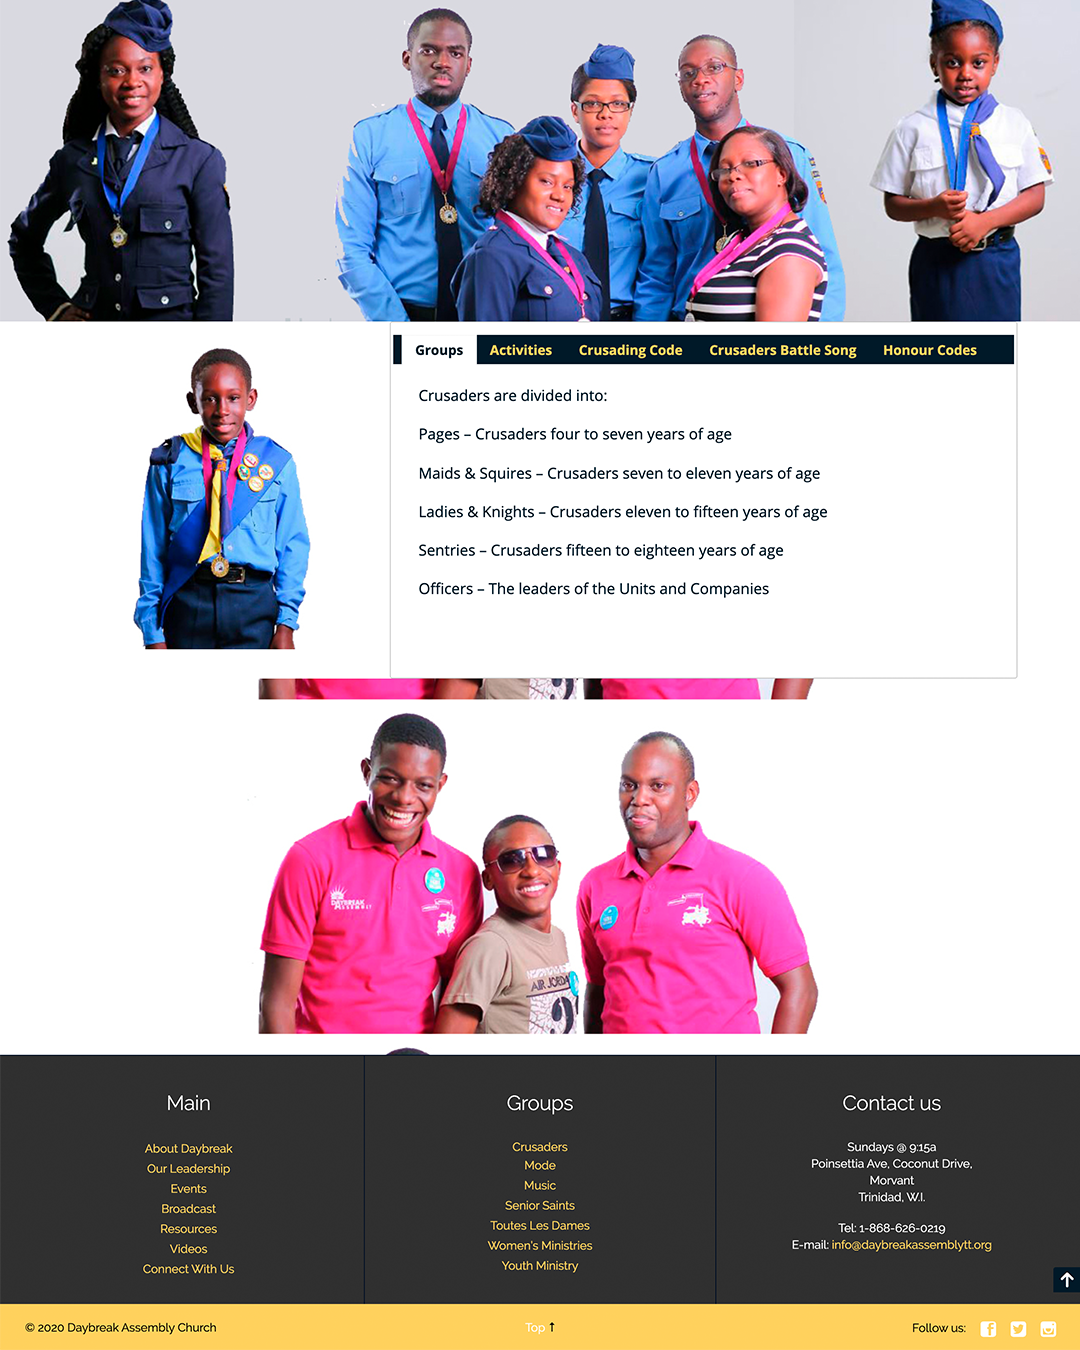 Groups
Activities
Crusading Code
Crusaders Battle Song
Honour Codes
Crusaders are divided into:
Pages – Crusaders four to seven years of age
Maids & Squires – Crusaders seven to eleven years of age
Ladies & Knights – Crusaders eleven to fifteen years of age
Sentries – Crusaders fifteen to eighteen years of age
Officers – The leaders of the Units and Companies
DAYBREAK
AIR JORDA
Main
About Daybreak
Our Leadership
Events
Broadcast
Resources
Videos
Connect With Us
Groups
Crusaders
Mode
Music
Senior Saints
Toutes Les Dames
Women's Ministries
Youth Ministry
Contact us
Sundays @ 9:15a
Poinsettia Ave, Coconut Drive,
Morvant
Trinidad, W.I.
Tel: 1-868-626-0219
E-mail: info@daybreakassemblytt.org
© 2020 Daybreak Assembly Church
Top ↑
Follow us: